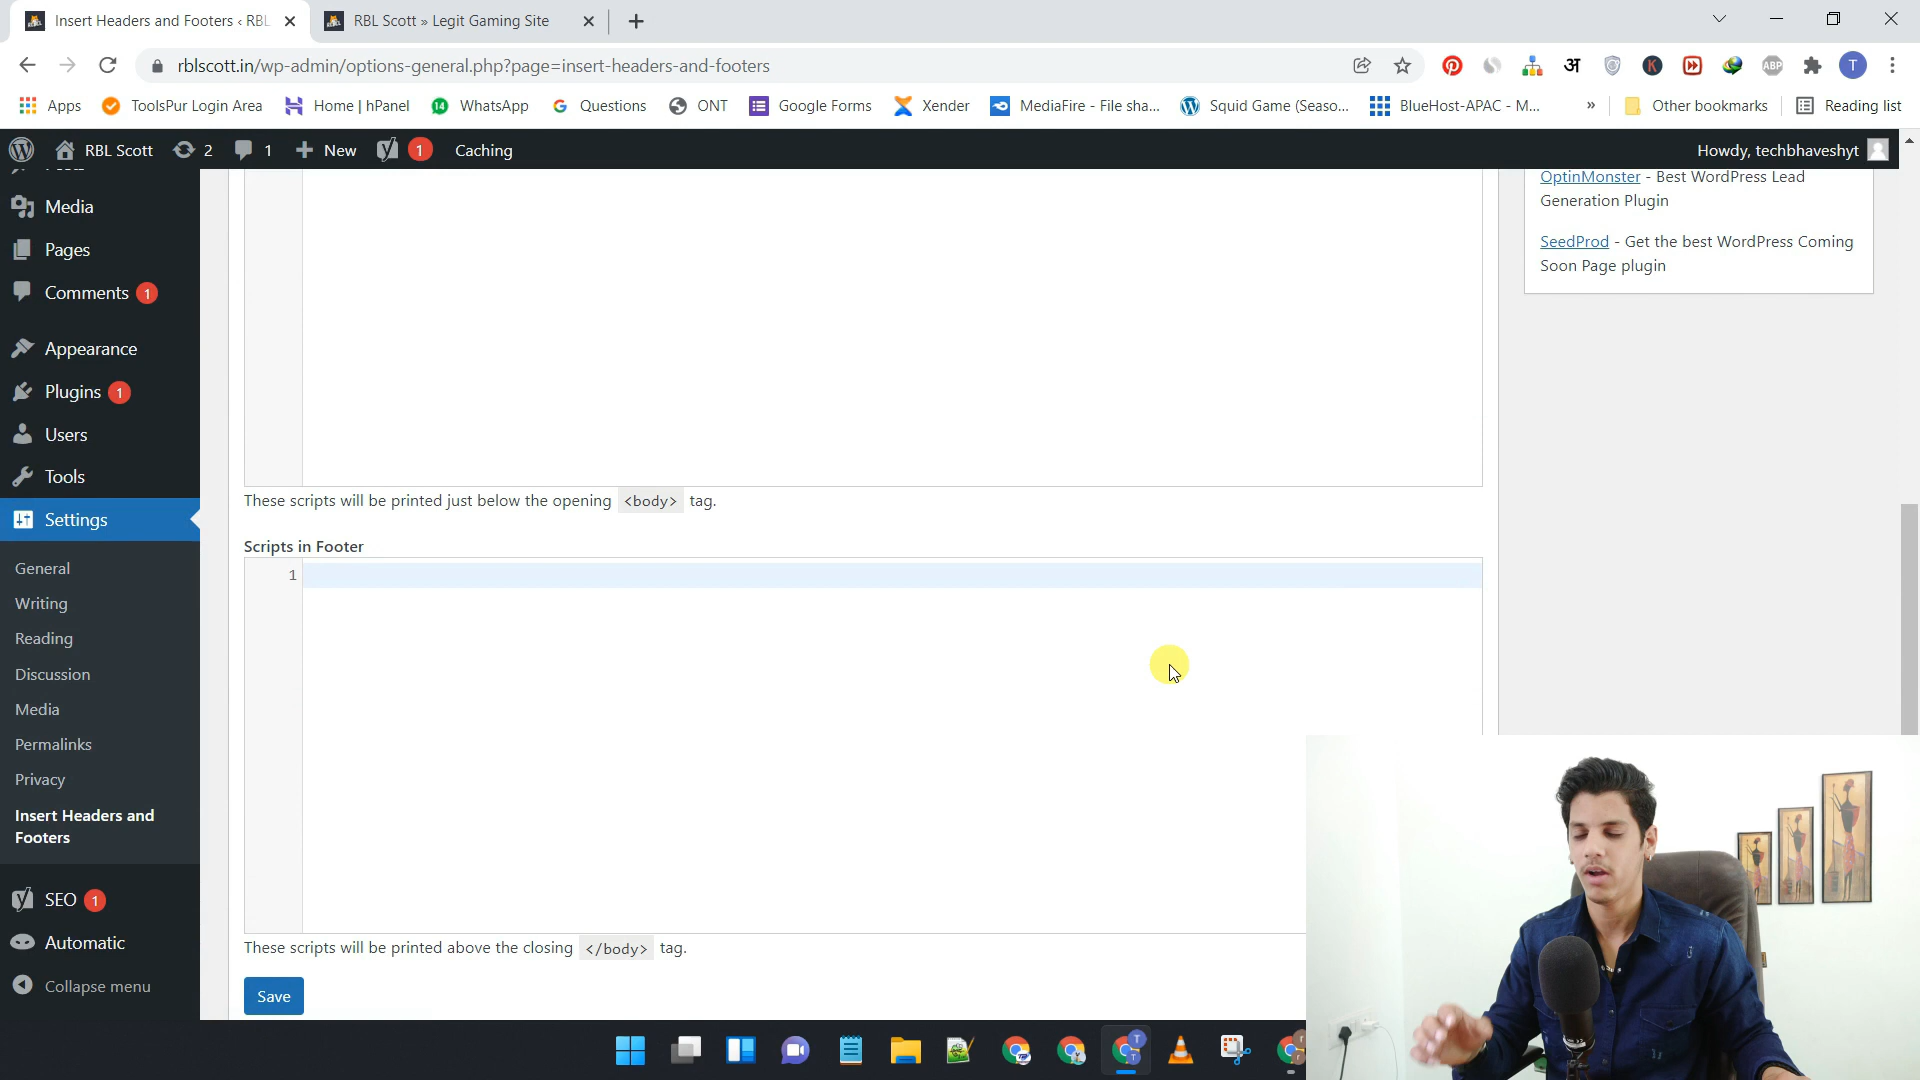 Insert Headers and Footers ‹ RBL
RBL Scott » Legit Gaming Site
rblscott.in/wp-admin/options-general.php?page=insert-headers-and-footers
अ
K
ABP
T
Apps
ToolsPur Login Area
Home | hPanel
14
WhatsApp
G
Questions
ONT
Google Forms
Xender
MediaFire - File sha...
Squid Game (Seaso...
BlueHost-APAC - M...
»
Other bookmarks
Reading list
RBL Scott
2
1
New
1
Caching
Howdy, techbhaveshyt
Media
Pages
Comments 1
Appearance
Plugins 1
Users
Tools
Settings
General
Writing
Reading
Discussion
Media
Permalinks
Privacy
Insert Headers and
Footers
SEO 1
Automatic
Collapse menu
OptinMonster - Best WordPress Lead
Generation Plugin
SeedProd - Get the best WordPress Coming
Soon Page plugin
These scripts will be printed just below the opening <body> tag.
Scripts in Footer
1
These scripts will be printed above the closing </body> tag.
Save